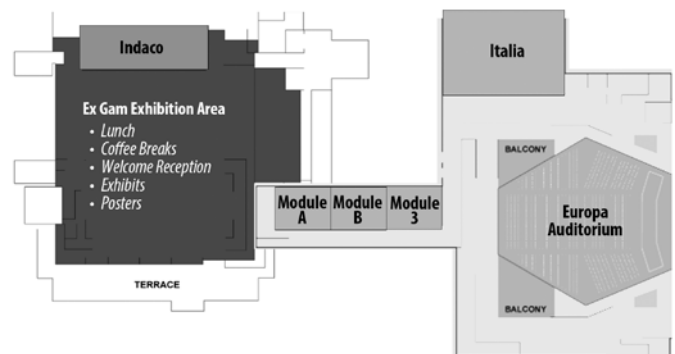 Indaco
Ex Gam Exhibition Area
• Lunch
• Coffee Breaks
• Welcome Reception
• Exhibits
• Posters
TERRACE
Module
A
Module
B
Module
3
Italia
BALCONY
Europa
Auditorium
BALCONY